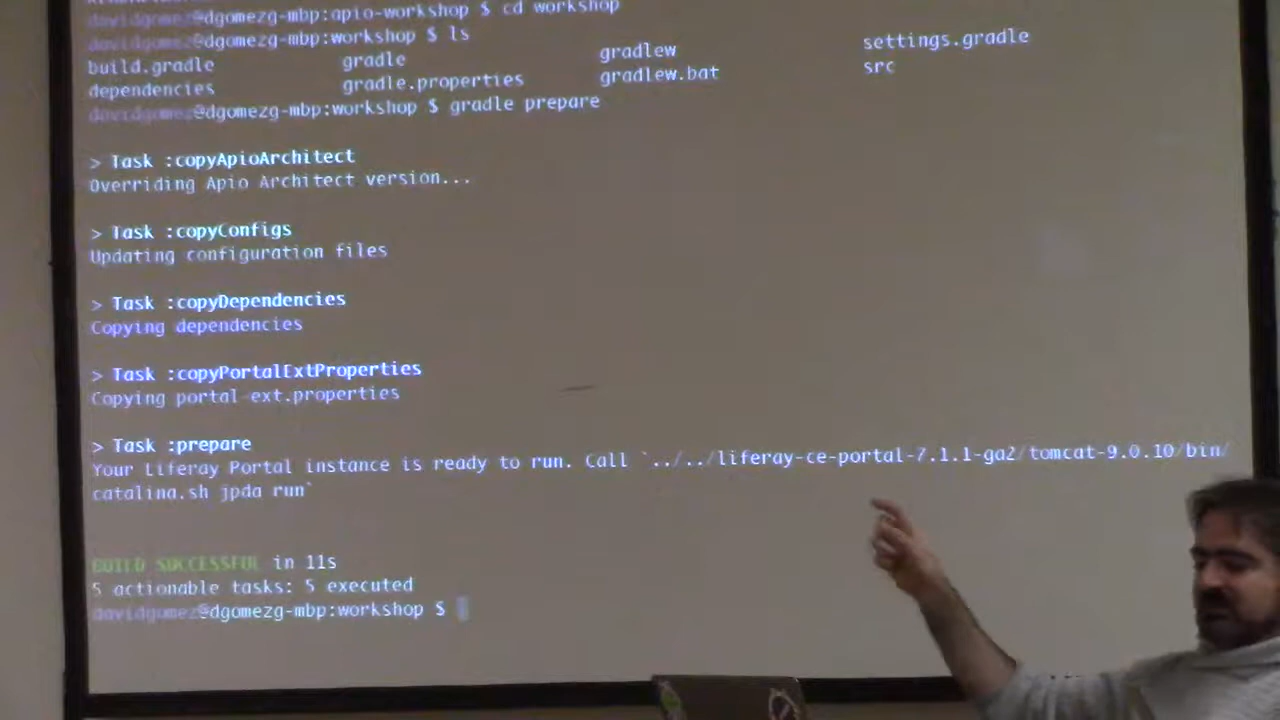 davidgomez@dgomezg-mbp:apio-workshop $ cd workshop
davidgomez@dgomezg-mbp:workshop $ ls
build.gradle gradle gradlew settings.gradle
dependencies gradle.properties gradlew.bat src
davidgomez@dgomezg-mbp:workshop $ gradle prepare
> Task :copyApioArchitect
Overriding Apio Architect version...
> Task :copyConfigs
Updating configuration files
> Task :copyDependencies
Copying dependencies
> Task :copyPortalExtProperties
Copying portal-ext.properties
> Task :prepare
Your Liferay Portal instance is ready to run. Call `../../liferay-ce-portal-7.1.1-ga2/tomcat-9.0.10/bin/
catalina.sh jpda run`
BUILD SUCCESSFUL in 11s
5 actionable tasks: 5 executed
davidgomez@dgomezg-mbp:workshop $